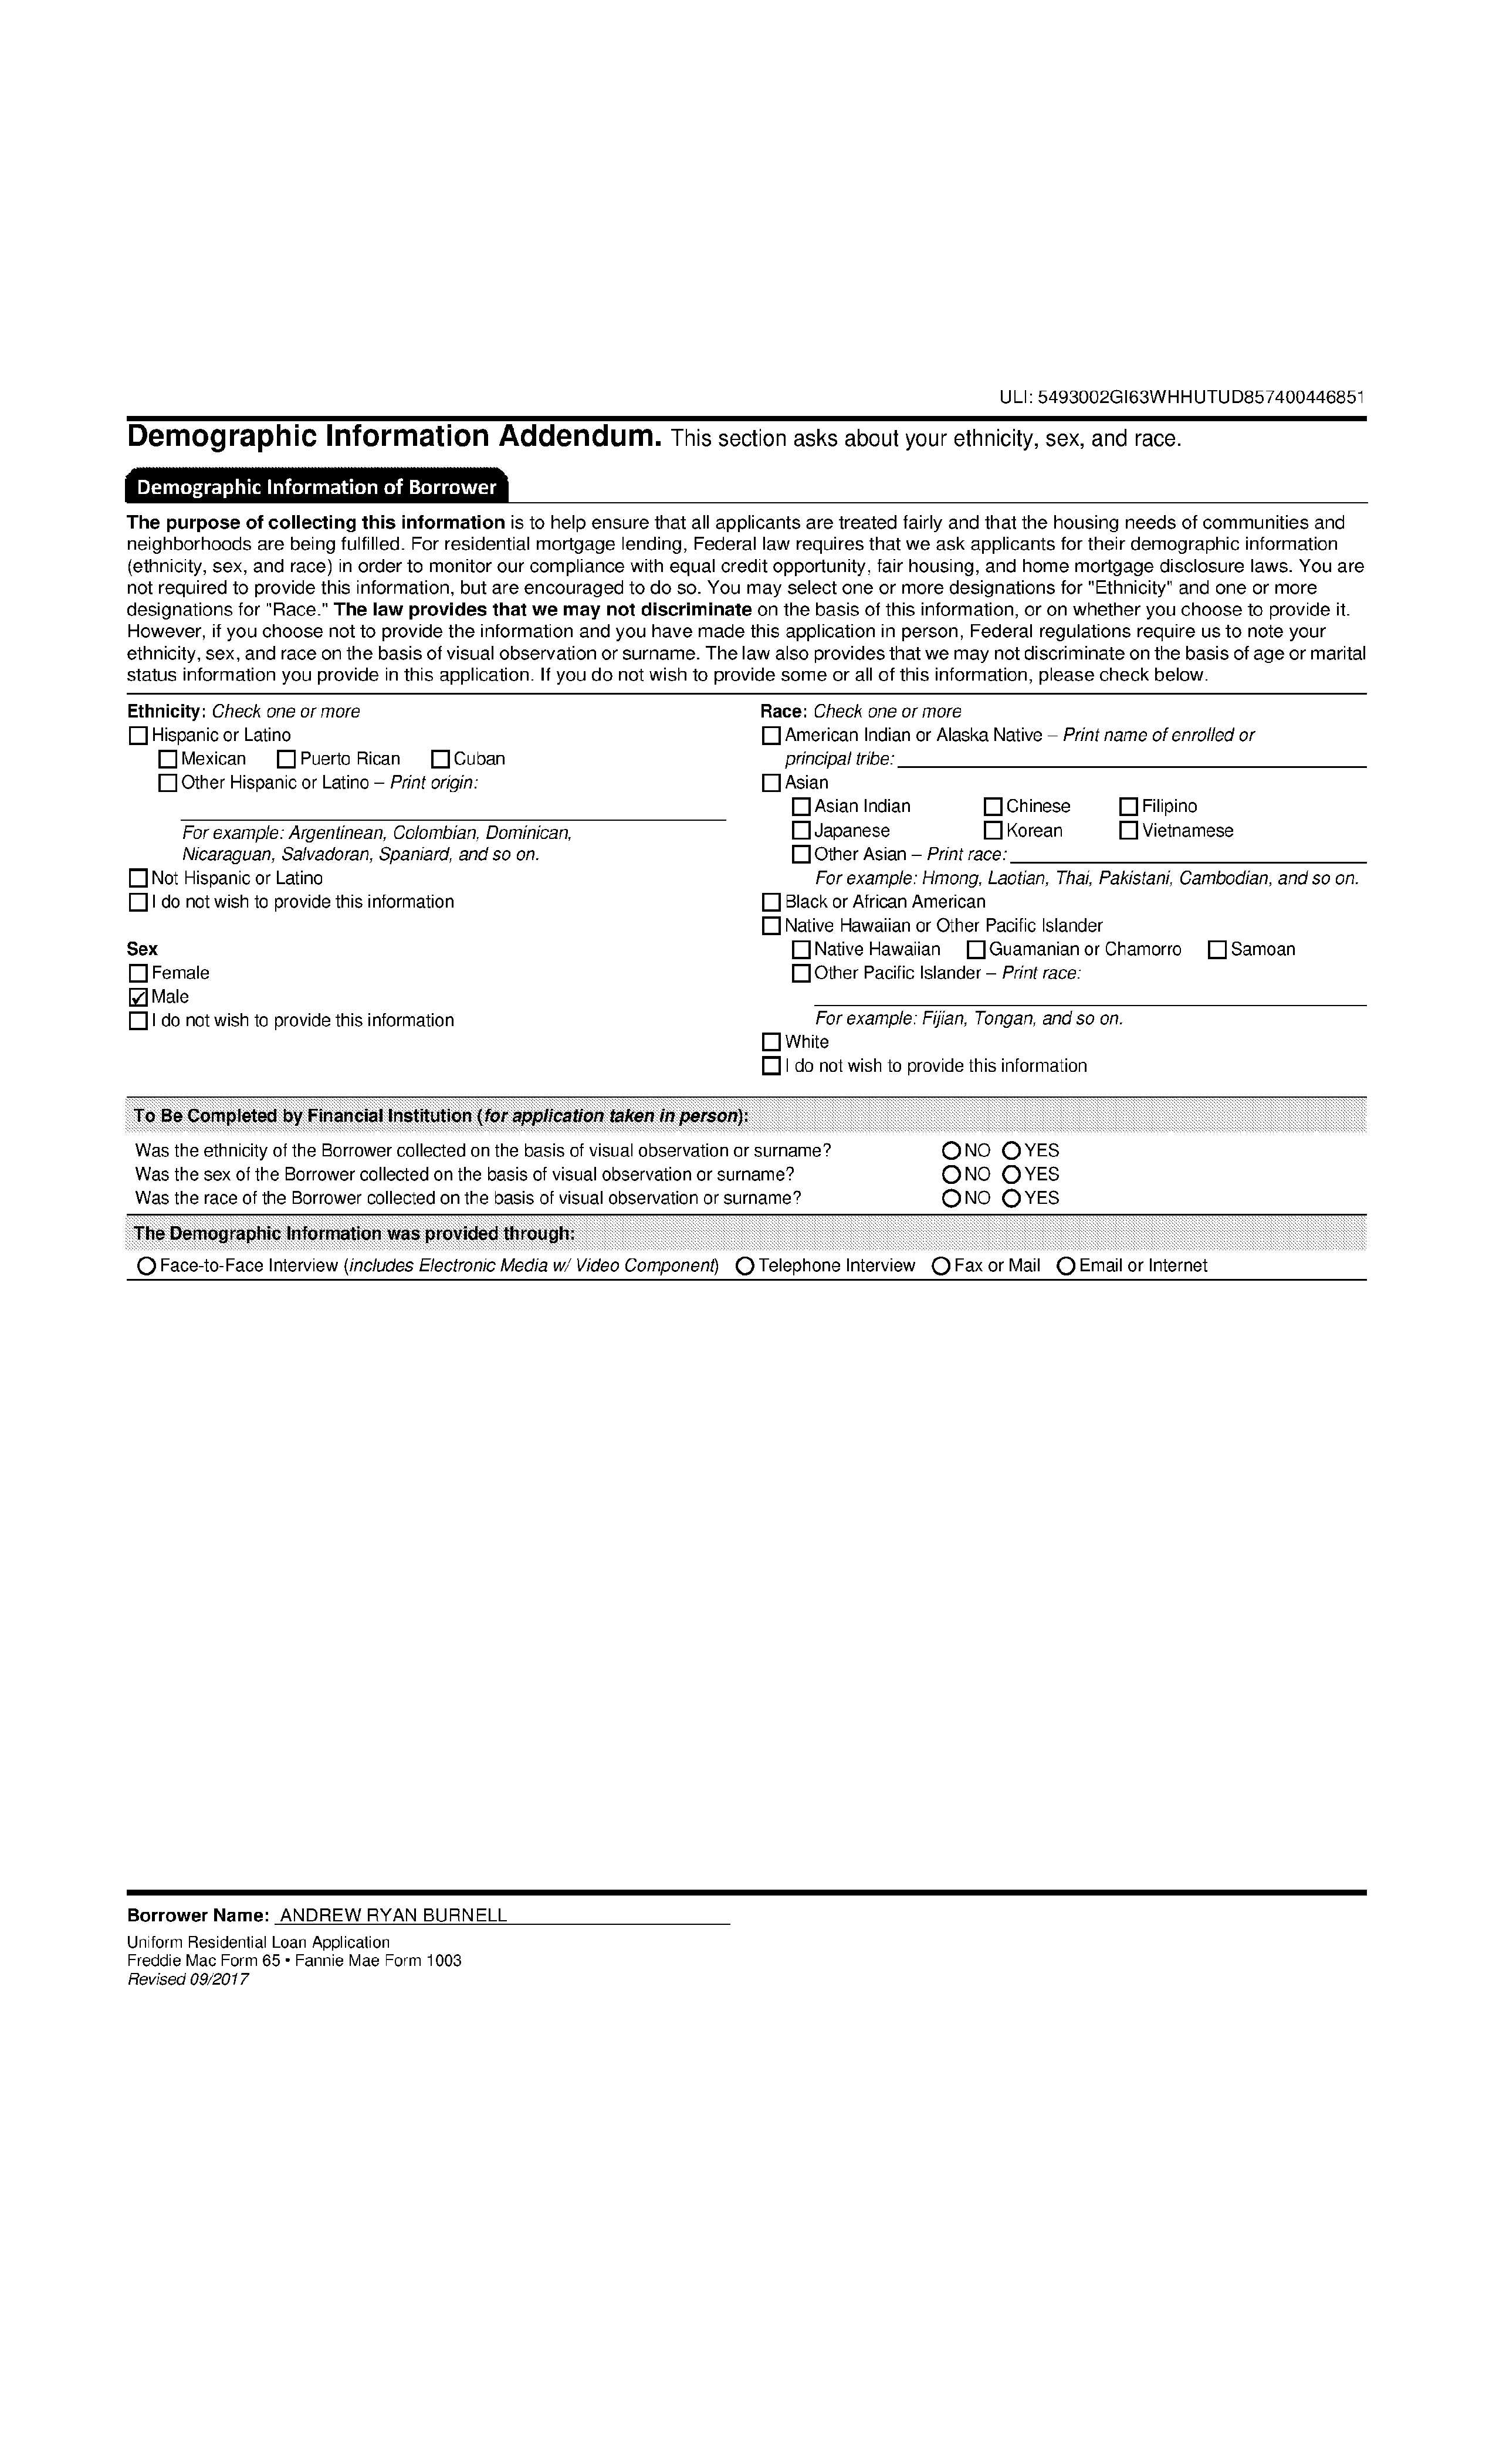 ULI: 5493002GI63WHHUTUD857400446851
Demographic Information Addendum. This section asks about your ethnicity, sex, and race.
Demographic Information of Borrower
The purpose of collecting this information is to help ensure that all applicants are treated fairly and that the housing needs of communities and
neighborhoods are being fulfilled. For residential mortgage lending, Federal law requires that we ask applicants for their demographic information
(ethnicity, sex, and race) in order to monitor our compliance with equal credit opportunity, fair housing, and home mortgage disclosure laws. You are
not required to provide this information, but are encouraged to do so. You may select one or more designations for "Ethnicity" and one or more
designations for "Race." The law provides that we may not discriminate on the basis of this information, or on whether you choose to provide it.
However, if you choose not to provide the information and you have made this application in person, Federal regulations require us to note your
ethnicity, sex, and race on the basis of visual observation or surname. The law also provides that we may not discriminate on the basis of age or marital
status information you provide in this application. If you do not wish to provide some or all of this information, please check below.
Ethnicity: Check one or more
Hispanic or Latino
Mexican Puerto Rican Cuban
Other Hispanic or Latino – Print origin:
For example: Argentinean, Colombian, Dominican,
Nicaraguan, Salvadoran, Spaniard, and so on.
Not Hispanic or Latino
I do not wish to provide this information
Sex
Female
Male
I do not wish to provide this information
Race: Check one or more
American Indian or Alaska Native – Print name of enrolled or
principal tribe:
Asian
Asian Indian Chinese Filipino
Japanese Korean Vietnamese
Other Asian – Print race:
For example: Hmong, Laotian, Thai, Pakistani, Cambodian, and so on.
Black or African American
Native Hawaiian or Other Pacific Islander
Native Hawaiian Guamanian or Chamorro Samoan
Other Pacific Islander – Print race:
For example: Fijian, Tongan, and so on.
White
I do not wish to provide this information
To Be Completed by Financial Institution (for application taken in person):
Was the ethnicity of the Borrower collected on the basis of visual observation or surname? NO YES
Was the sex of the Borrower collected on the basis of visual observation or surname? NO YES
Was the race of the Borrower collected on the basis of visual observation or surname? NO YES
The Demographic Information was provided through:
Face-to-Face Interview (includes Electronic Media w/ Video Component) Telephone Interview Fax or Mail Email or Internet
Borrower Name: ANDREW RYAN BURNELL
Uniform Residential Loan Application
Freddie Mac Form 65 • Fannie Mae Form 1003
Revised 09/2017